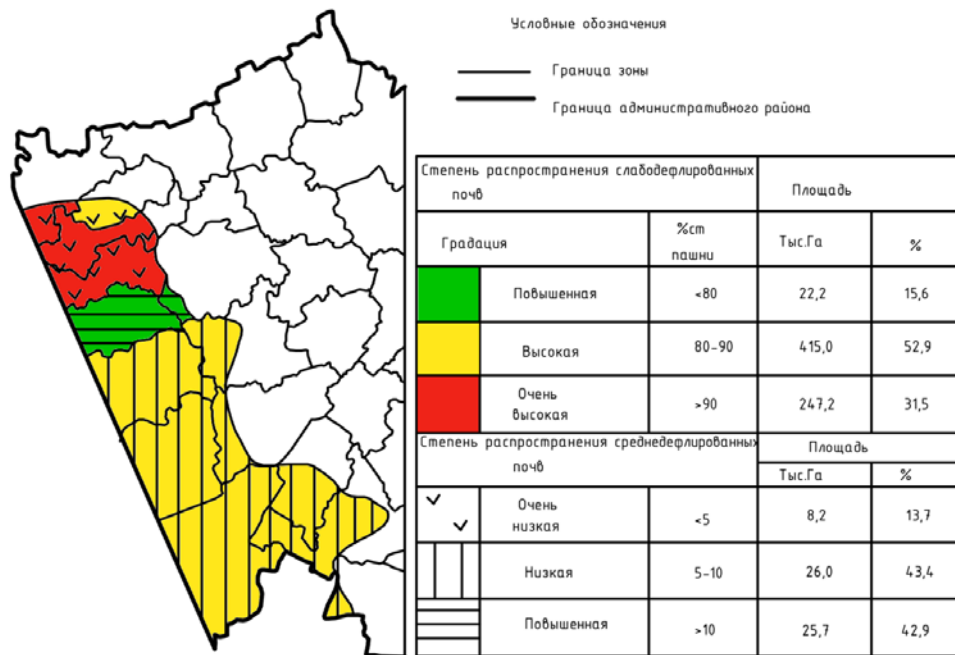 Условные обозначения
Граница зоны
Граница административного района
Степень распространения слабодефлированных
почв
Площадь
Градация
%ст
пашни
Тыс.Га
%
Повышенная
<80
22,2
15,6
Высокая
80-90
415,0
52,9
Очень
высокая
>90
247,2
31,5
Степень распространения среднедефлированных
почв
Площадь
Тыс.Га
%
Очень
низкая
<5
8,2
13,7
Низкая
5-10
26,0
43,4
Повышенная
>10
25,7
42,9